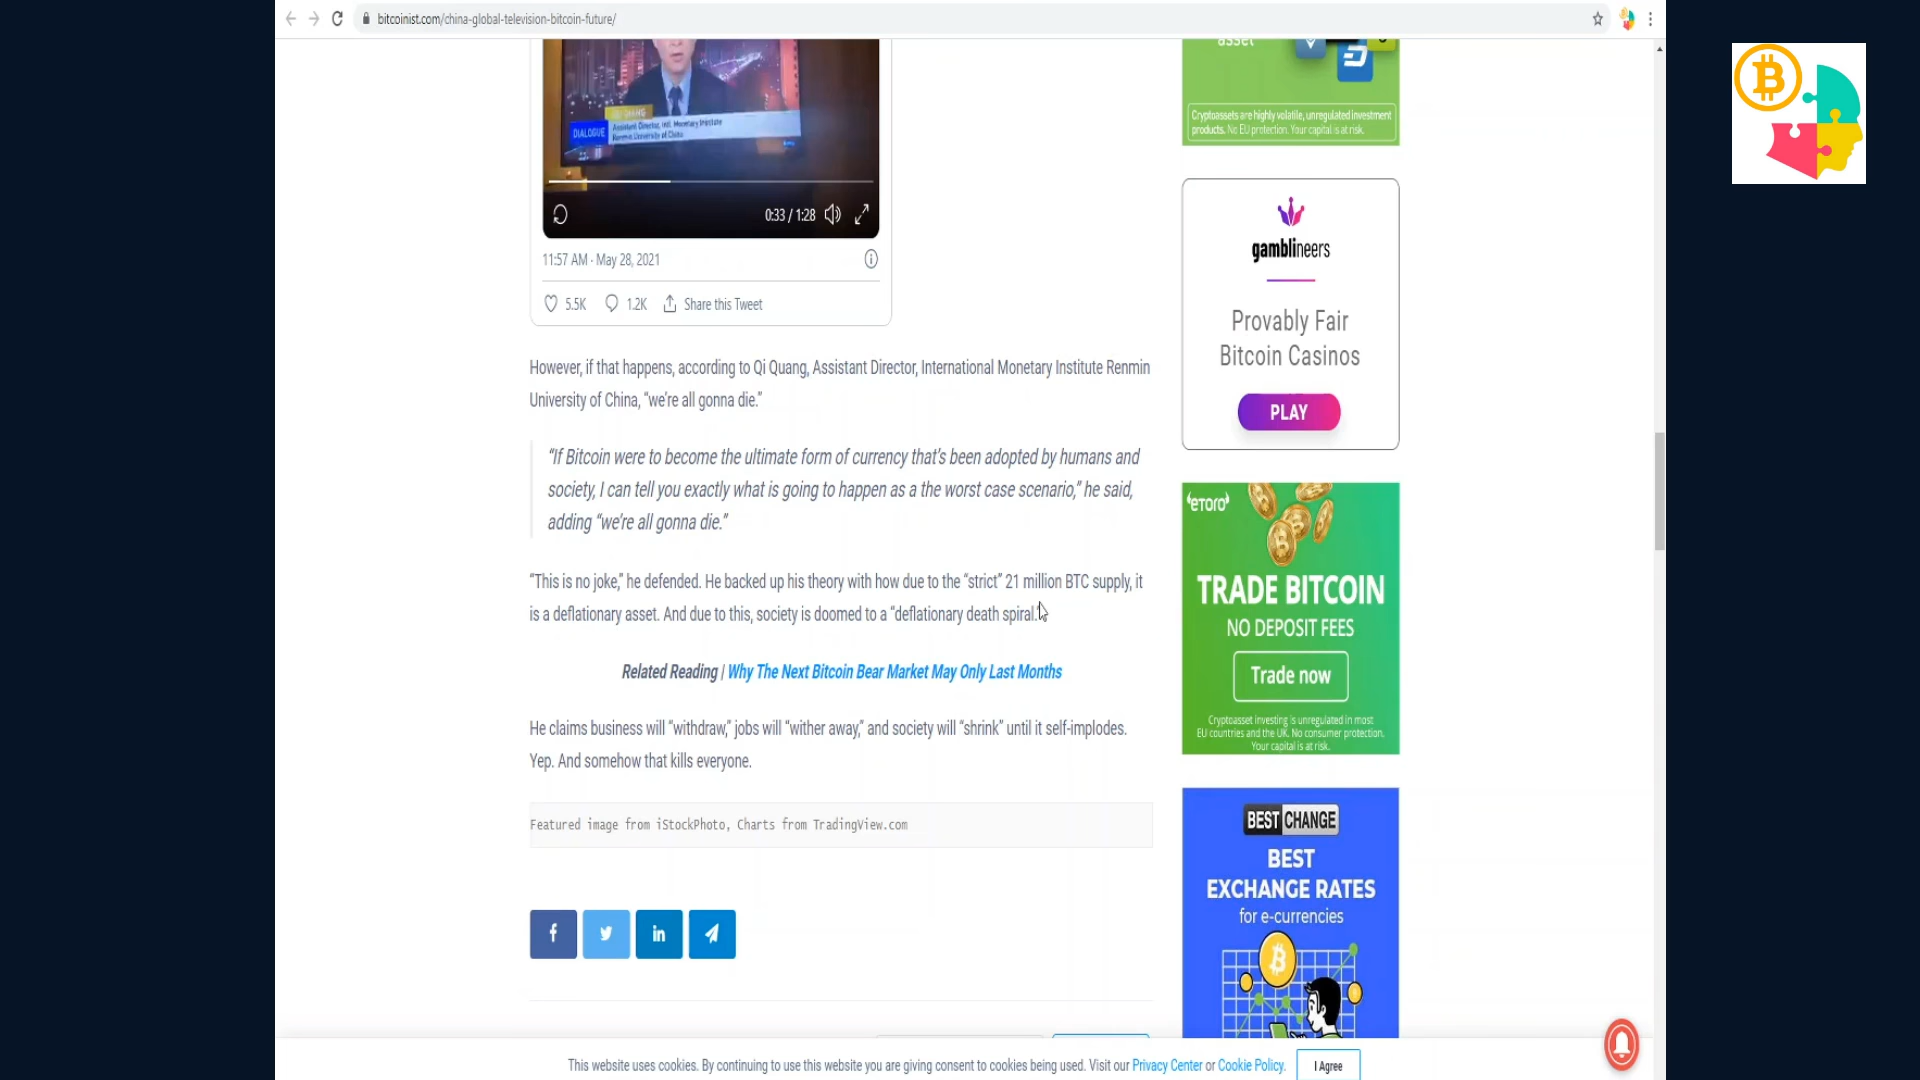 bitcoinist.com/china-global-television-bitcoin-future/
asset
Cryptoassets are highly volatile, unregulated investment
products. No EU protection. Your capital is at risk.
DIALOGUE
Assistant Director, Intl. Monetary Institute
Renmin University of China
0:33 / 1:28
11:57 AM · May 28, 2021
5.5K 1.2K Share this Tweet
However, if that happens, according to Qi Quang, Assistant Director, International Monetary Institute Renmin
University of China, “we’re all gonna die.”
“If Bitcoin were to become the ultimate form of currency that’s been adopted by humans and
society, I can tell you exactly what is going to happen as a the worst case scenario,” he said,
adding “we’re all gonna die.”
“This is no joke,” he defended. He backed up his theory with how due to the “strict” 21 million BTC supply, it
is a deflationary asset. And due to this, society is doomed to a “deflationary death spiral.”
Related Reading | Why The Next Bitcoin Bear Market May Only Last Months
He claims business will “withdraw,” jobs will “wither away,” and society will “shrink” until it self-implodes.
Yep. And somehow that kills everyone.
Featured image from iStockPhoto, Charts from TradingView.com
gamblineers
Provably Fair
Bitcoin Casinos
PLAY
eTORO
TRADE BITCOIN
NO DEPOSIT FEES
Trade now
Cryptoasset investing is unregulated in most
EU countries and the UK. No consumer protection.
Your capital is at risk.
BEST CHANGE
BEST
EXCHANGE RATES
for e-currencies
This website uses cookies. By continuing to use this website you are giving consent to cookies being used. Visit our Privacy Center or Cookie Policy.
I Agree